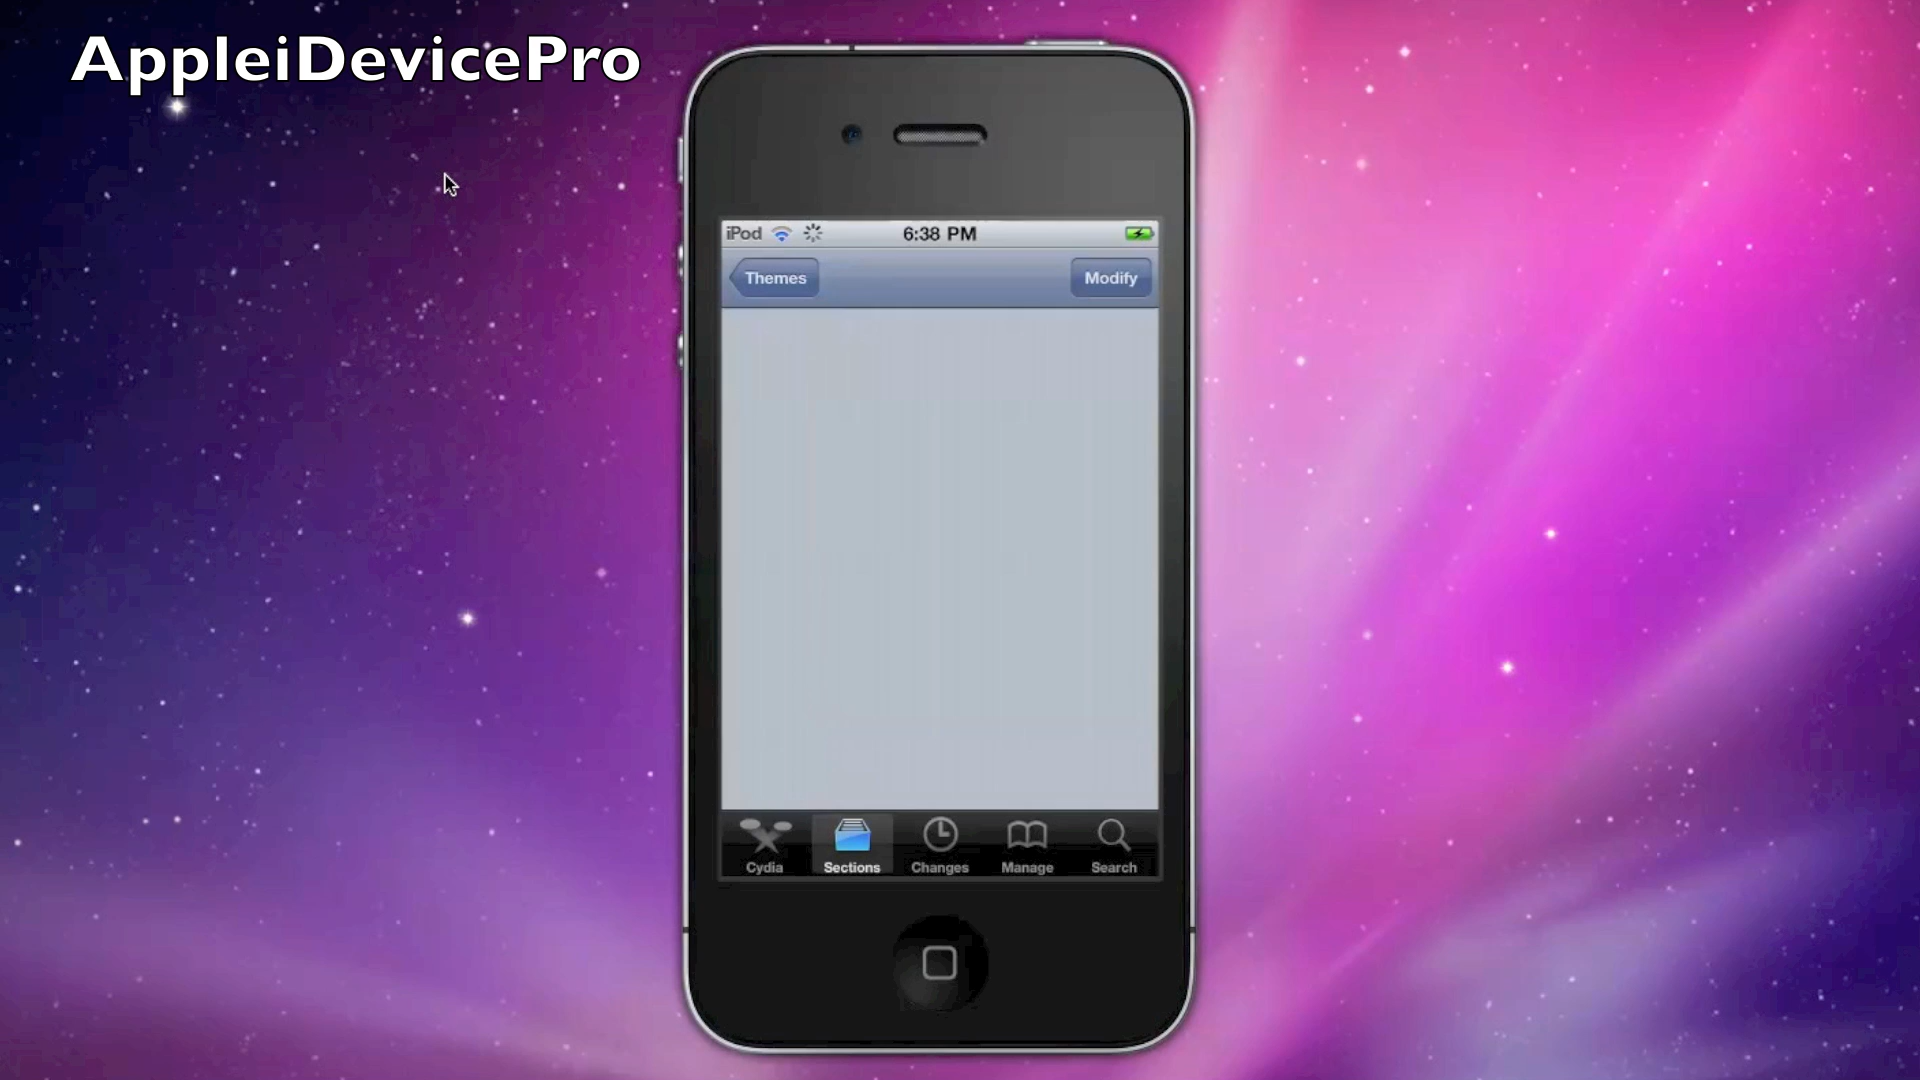 AppleiDevicePro
iPod 6:38 PM
Themes Modify
Cydia Sections Changes Manage Search